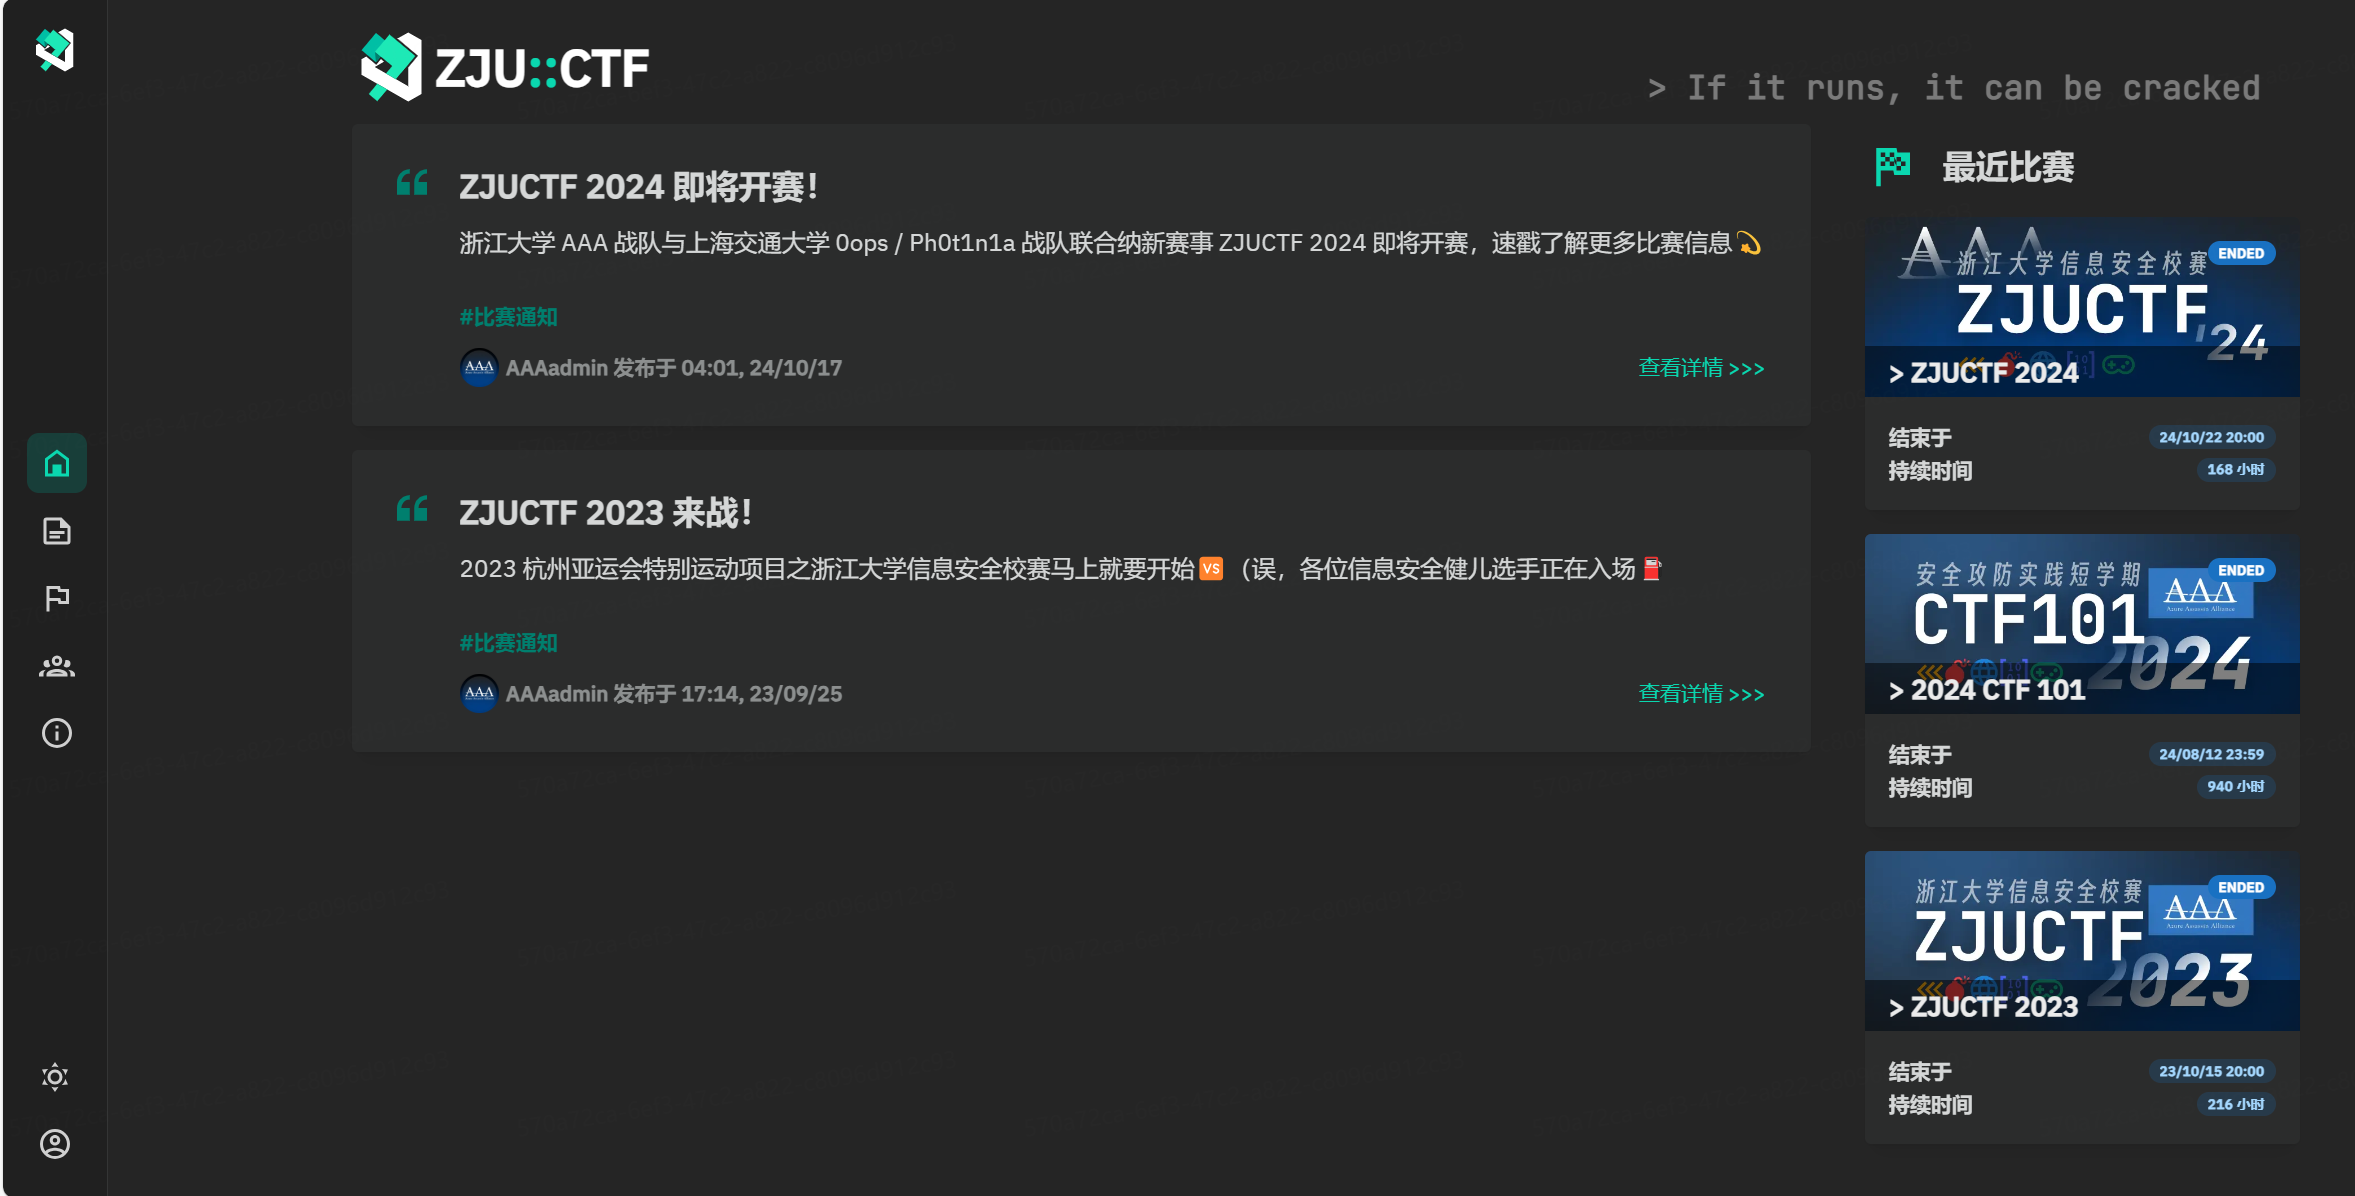 ZJU::CTF
> If it runs, it can be cracked
ZJUCTF 2024 即将开赛！
浙江大学 AAA 战队与上海交通大学 0ops / Ph0t1n1a 战队联合纳新赛事 ZJUCTF 2024 即将开赛，速戳了解更多比赛信息💫
#比赛通知
AAA
AAAadmin 发布于 04:01, 24/10/17
查看详情 >>>
ZJUCTF 2023 来战！
2023 杭州亚运会特别运动项目之浙江大学信息安全校赛马上就要开始🆚（误，各位信息安全健儿选手正在入场⛽
#比赛通知
AAA
AAAadmin 发布于 17:14, 23/09/25
查看详情 >>>
最近比赛
AAA
浙江大学信息安全校赛
ENDED
ZJUCTF
'24
> ZJUCTF 2024
结束于
24/10/22 20:00
持续时间
168 小时
安全攻防实践短学期
ENDED
CTF101
AAA
Azure Assassin Alliance
2024
> 2024 CTF 101
结束于
24/08/12 23:59
持续时间
940 小时
浙江大学信息安全校赛
ENDED
ZJUCTF
AAA
Azure Assassin Alliance
2023
> ZJUCTF 2023
结束于
23/10/15 20:00
持续时间
216 小时